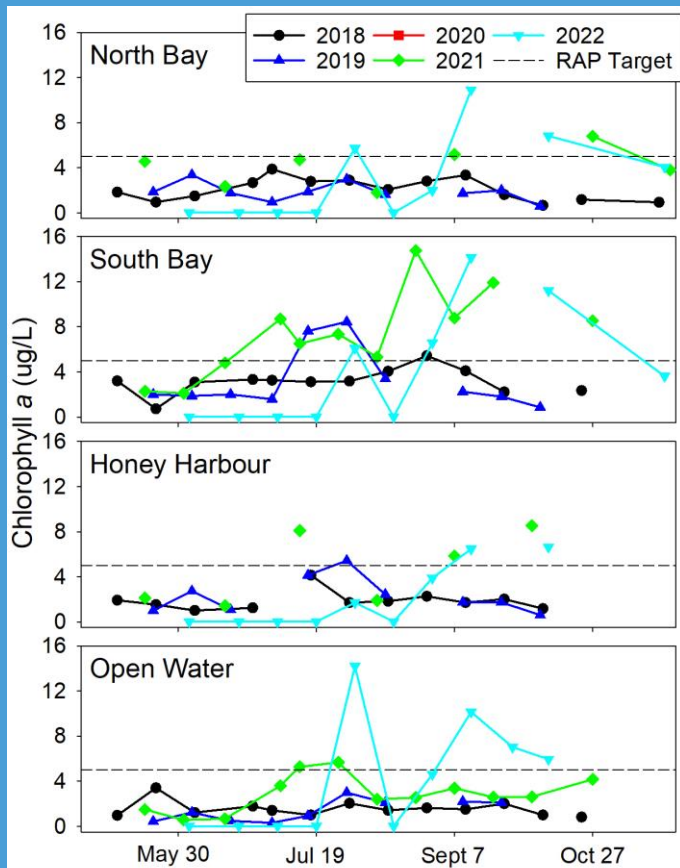 North Bay
2018 2020 2022
2019 2021 RAP Target
16
12
8
4
0
South Bay
16
12
8
4
0
Honey Harbour
16
12
8
4
0
Open Water
16
12
8
4
0
Chlorophyll a (ug/L)
May 30 Jul 19 Sept 7 Oct 27